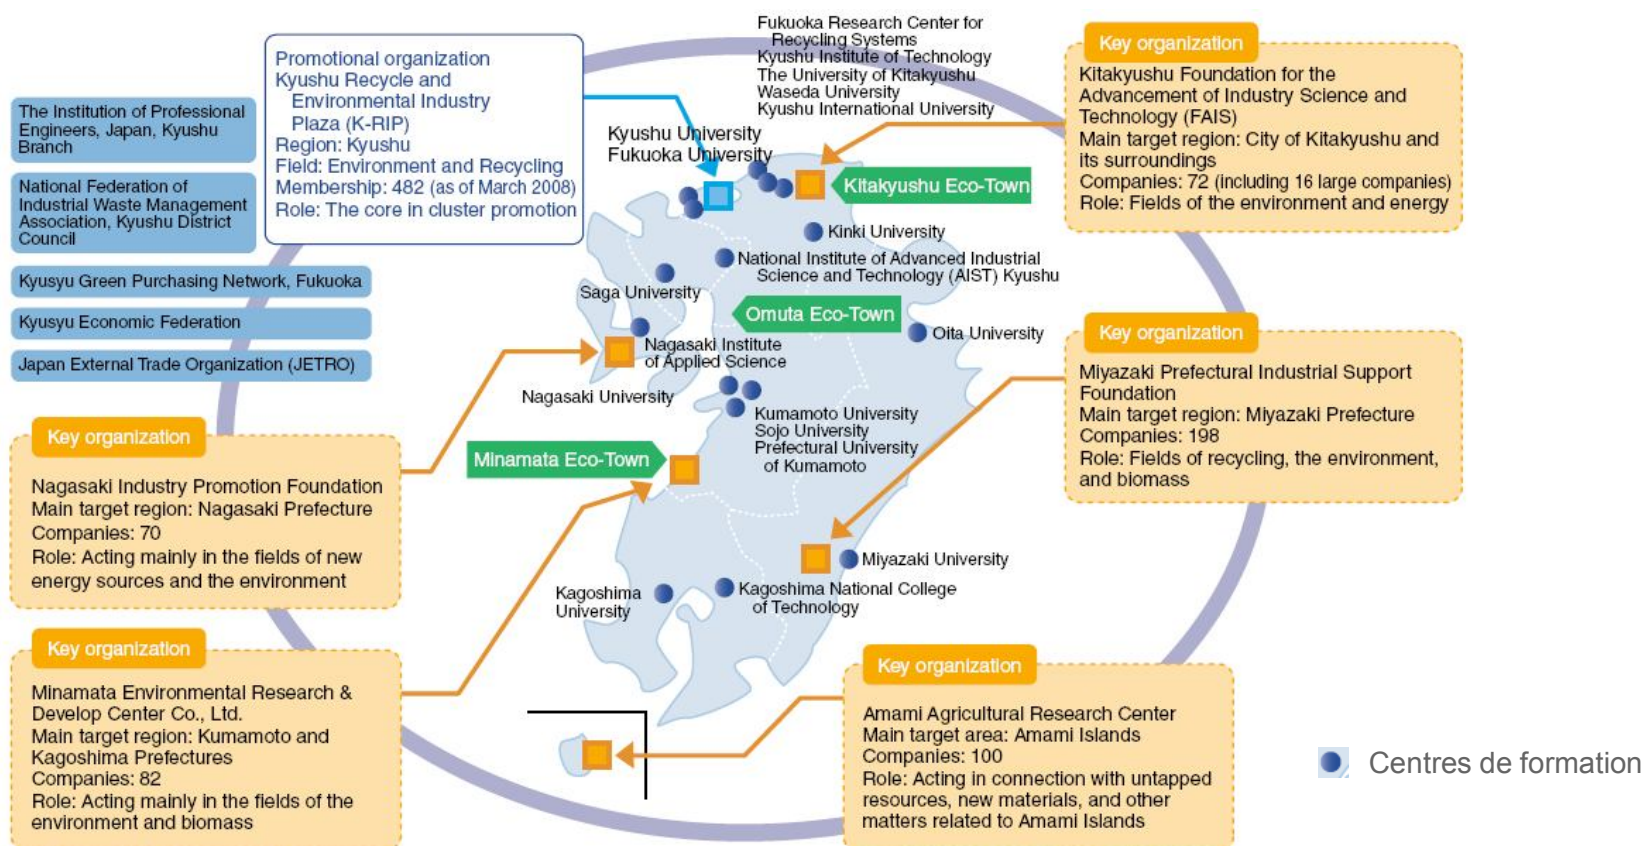 Fukuoka Research Center for
Recycling Systems
Kyushu Institute of Technology
The University of Kitakyushu
Waseda University
Kyushu International University
Promotional organization
Kyushu Recycle and
Environmental Industry
Plaza (K-RIP)
Region: Kyushu
Field: Environment and Recycling
Membership: 482 (as of March 2008)
Role: The core in cluster promotion
Key organization
Kitakyushu Foundation for the
Advancement of Industry Science and
Technology (FAIS)
Main target region: City of Kitakyushu and
its surroundings
Companies: 72 (including 16 large companies)
Role: Fields of the environment and energy
The Institution of Professional
Engineers, Japan, Kyushu
Branch
National Federation of
Industrial Waste Management
Association, Kyushu District
Council
Kyusyu Green Purchasing Network, Fukuoka
Kyusyu Economic Federation
Japan External Trade Organization (JETRO)
Kyushu University
Fukuoka University
Kitakyushu Eco-Town
Kinki University
National Institute of Advanced Industrial
Science and Technology (AIST) Kyushu
Saga University
Omuta Eco-Town
Oita University
Nagasaki Institute
of Applied Science
Nagasaki University
Kumamoto University
Sojo University
Prefectural University
of Kumamoto
Minamata Eco-Town
Miyazaki University
Kagoshima
University
Kagoshima National College
of Technology
Key organization
Miyazaki Prefectural Industrial Support
Foundation
Main target region: Miyazaki Prefecture
Companies: 198
Role: Fields of recycling, the environment,
and biomass
Key organization
Nagasaki Industry Promotion Foundation
Main target region: Nagasaki Prefecture
Companies: 70
Role: Acting mainly in the fields of new
energy sources and the environment
Key organization
Minamata Environmental Research &
Develop Center Co., Ltd.
Main target region: Kumamoto and
Kagoshima Prefectures
Companies: 82
Role: Acting mainly in the fields of the
environment and biomass
Key organization
Amami Agricultural Research Center
Main target area: Amami Islands
Companies: 100
Role: Acting in connection with untapped
resources, new materials, and other
matters related to Amami Islands
Centres de formation